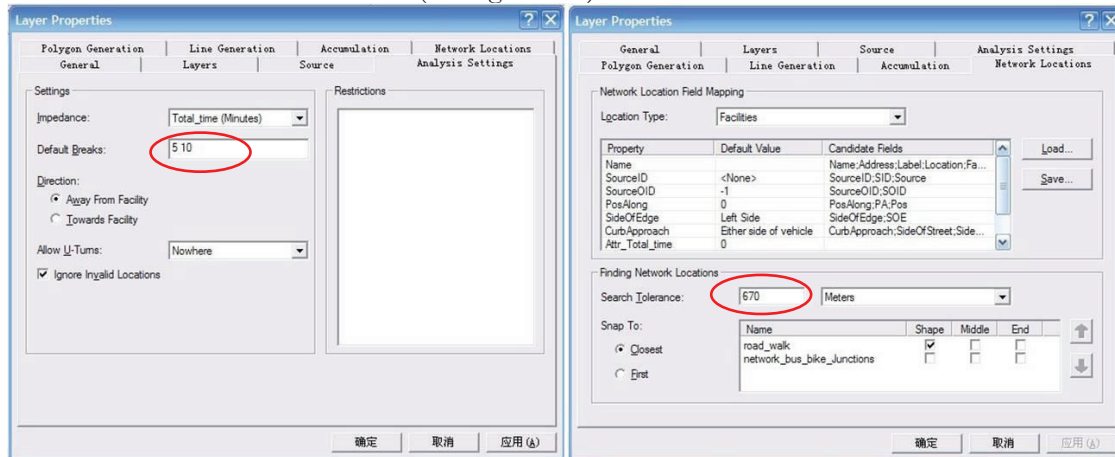 Layer Properties
Polygon Generation Line Generation Accumulation Network Locations
General Layers Source Analysis Settings
Settings
Impedance: Total_time (Minutes)
Default Breaks: 5 10
Direction:
Away From Facility
Towards Facility
Allow U-Turns: Nowhere
Ignore Invalid Locations
Restrictions
确定 取消 应用(A)
Layer Properties
General Layers Source Analysis Settings
Polygon Generation Line Generation Accumulation Network Locations
Network Location Field Mapping
Location Type: Facilities
Property Default Value Candidate Fields
Name Name;Address;Label;Location;Fa...
SourceID <None> SourceID;SID;Source
SourceOID -1 SourceOID;SOID
PosAlong 0 PosAlong;PA;Pos
SideOfEdge Left Side SideOfEdge;SOE
CurbApproach Either side of vehicle CurbApproach;SideOfStreet;Side...
Attr_Total_time 0
Load...
Save...
Finding Network Locations
Search Tolerance: 670 Meters
Snap To:
Closest
First
Name Shape Middle End
road_walk
network_bus_bike_Junctions
确定 取消 应用(A)